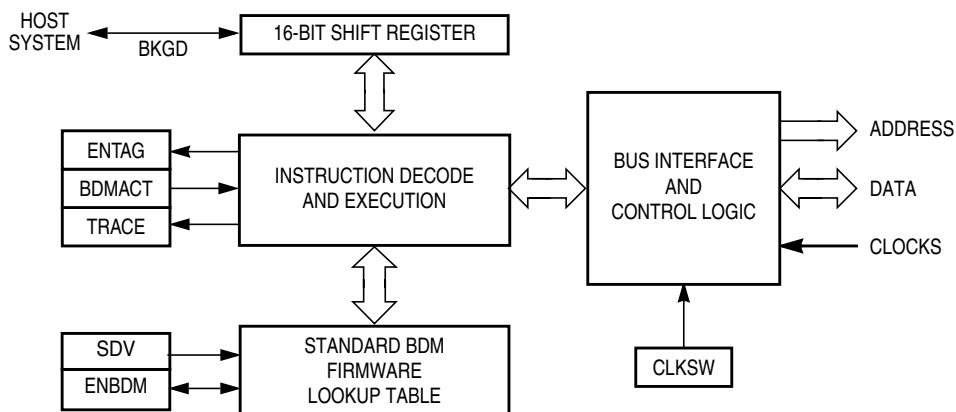 HOST
SYSTEM
BKGD
16-BIT SHIFT REGISTER
ENTAG
BDMACT
TRACE
INSTRUCTION DECODE
AND EXECUTION
BUS INTERFACE
AND
CONTROL LOGIC
ADDRESS
DATA
CLOCKS
SDV
ENBDM
STANDARD BDM
FIRMWARE
LOOKUP TABLE
CLKSW